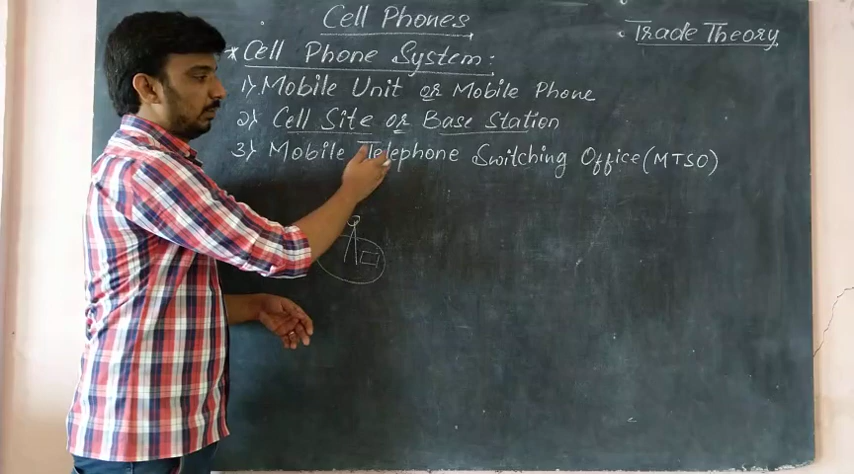 Cell Phones
Trade Theory
* Cell Phone System:
1) Mobile Unit or Mobile Phone
2) Cell Site or Base Station
3) Mobile Telephone Switching Office (MTSO)